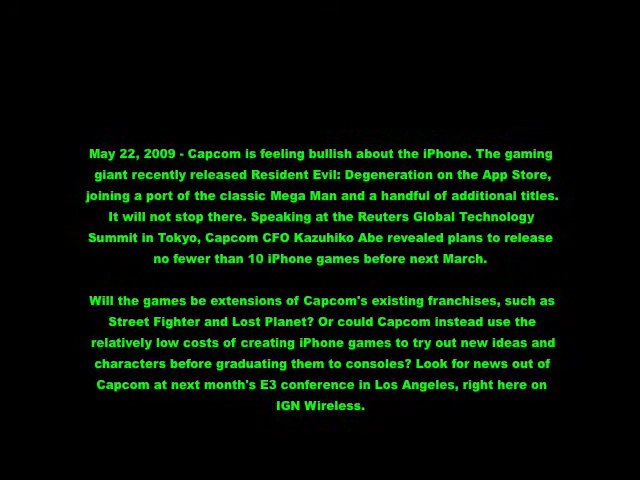 May 22, 2009 - Capcom is feeling bullish about the iPhone. The gaming
giant recently released Resident Evil: Degeneration on the App Store,
joining a port of the classic Mega Man and a handful of additional titles.
It will not stop there. Speaking at the Reuters Global Technology
Summit in Tokyo, Capcom CFO Kazuhiko Abe revealed plans to release
no fewer than 10 iPhone games before next March.
Will the games be extensions of Capcom's existing franchises, such as
Street Fighter and Lost Planet? Or could Capcom instead use the
relatively low costs of creating iPhone games to try out new ideas and
characters before graduating them to consoles? Look for news out of
Capcom at next month's E3 conference in Los Angeles, right here on
IGN Wireless.